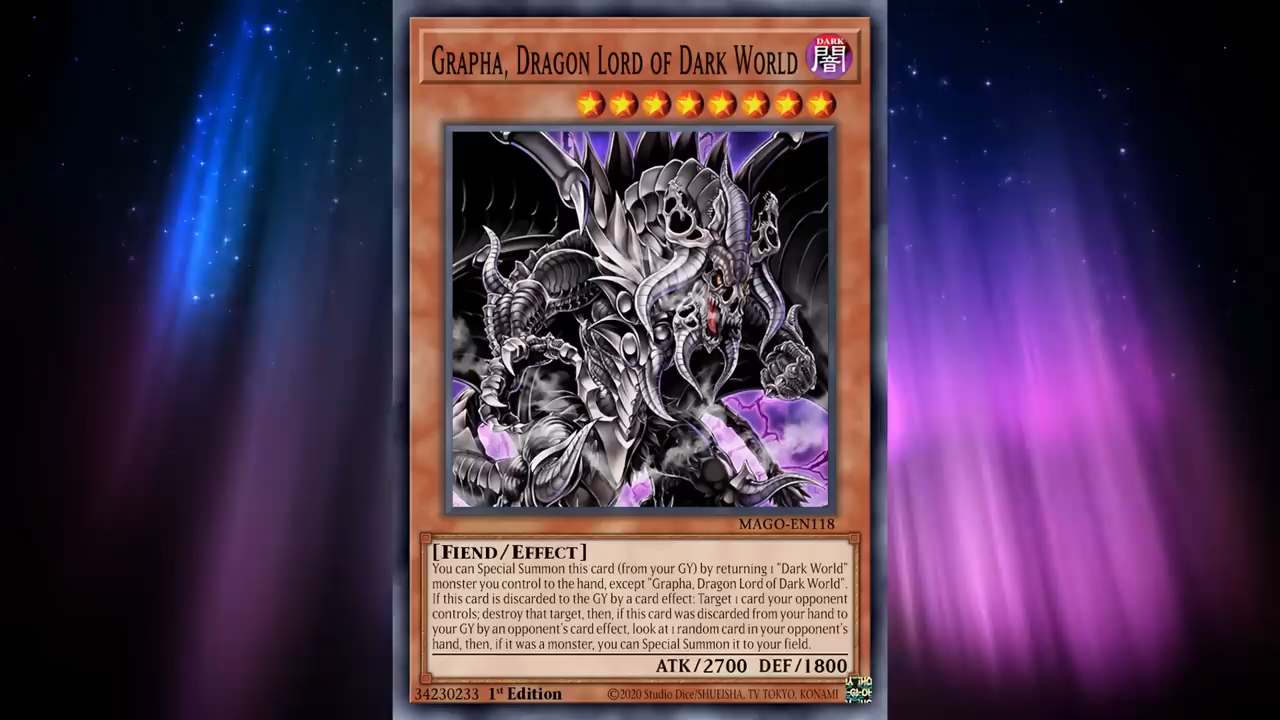 Grapha, Dragon Lord of Dark World
DARK
闇
MAGO-EN118
[Fiend/Effect]
You can Special Summon this card (from your GY) by returning 1 "Dark World"
monster you control to the hand, except "Grapha, Dragon Lord of Dark World".
If this card is discarded to the GY by a card effect: Target 1 card your opponent
controls; destroy that target, then, if this card was discarded from your hand to
your GY by an opponent's card effect, look at 1 random card in your opponent's
hand, then, if it was a monster, you can Special Summon it to your field.
ATK/2700 DEF/1800
34230233 1st Edition ©2020 Studio Dice/SHUEISHA, TV TOKYO, KONAMI